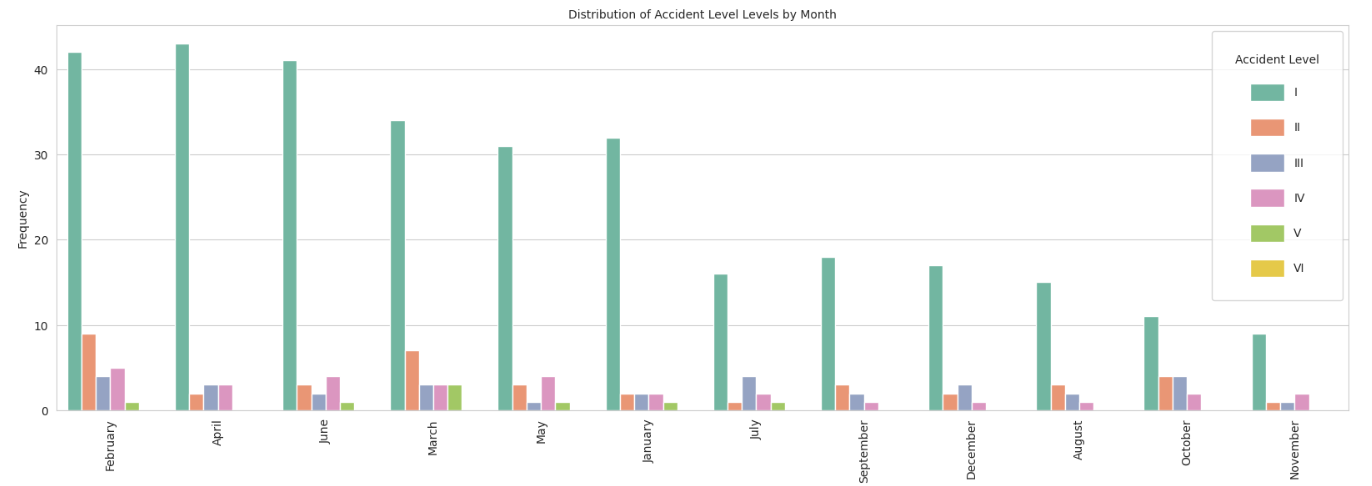 Distribution of Accident Level Levels by Month
Frequency
40
30
20
10
0
February
April
June
March
May
January
July
September
December
August
October
November
Accident Level
I
II
III
IV
V
VI